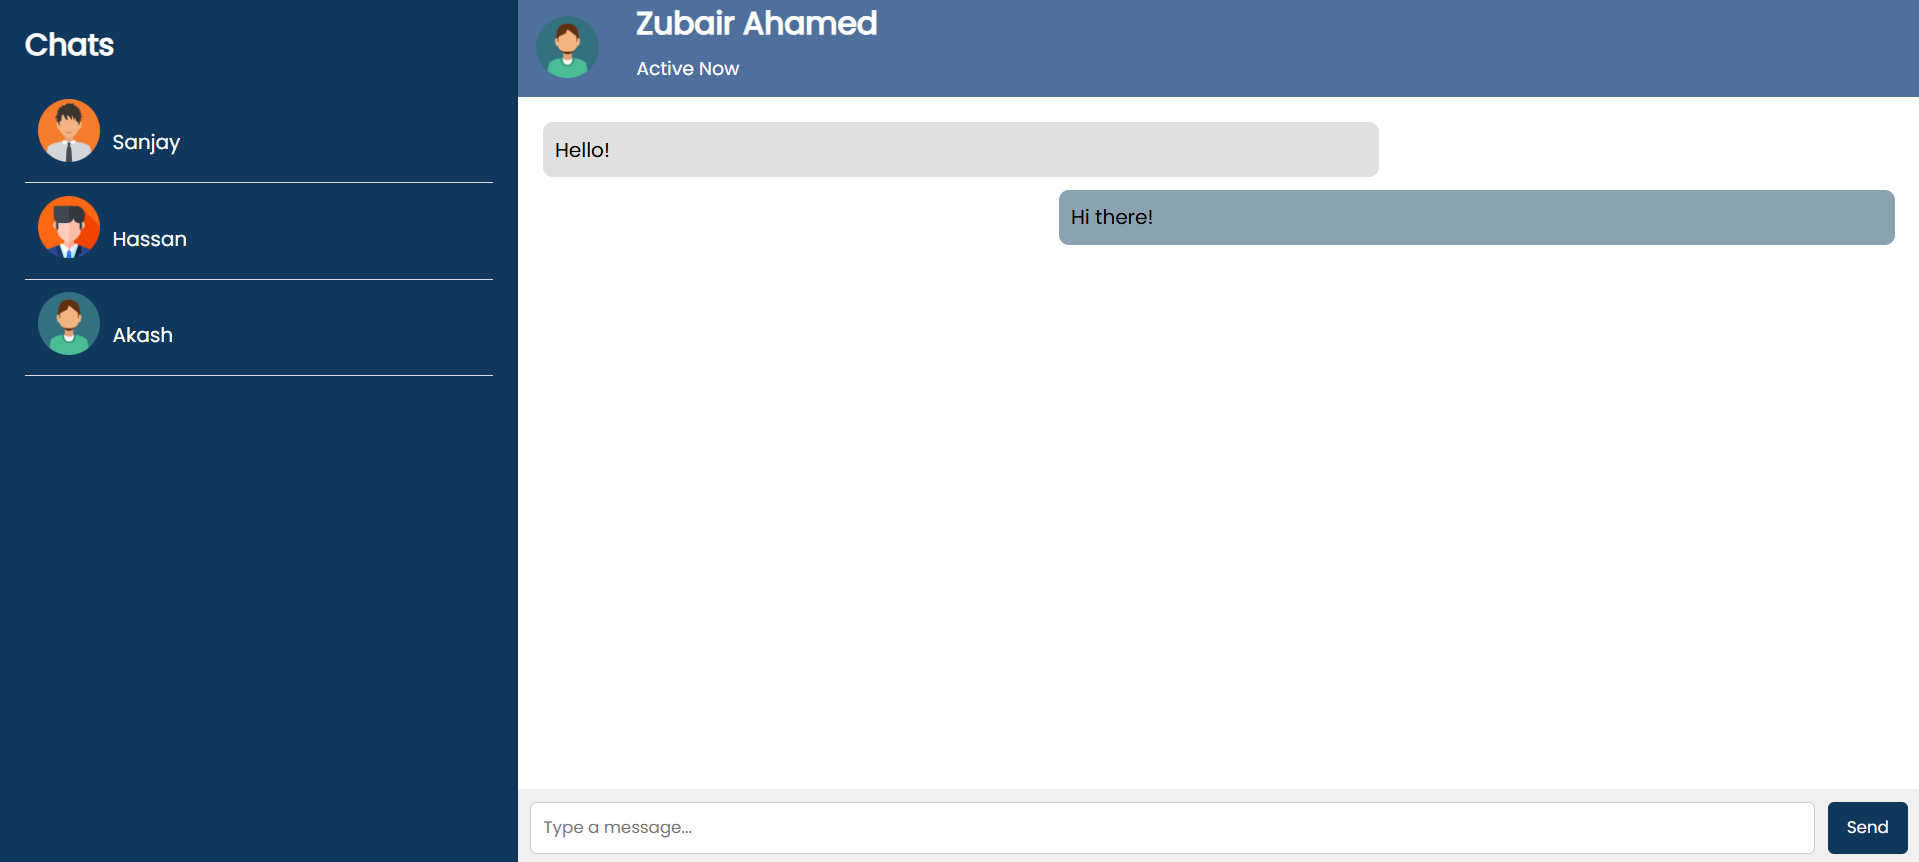 Chats
Sanjay
Hassan
Akash
Zubair Ahamed
Active Now
Hello!
Hi there!
Type a message...
Send